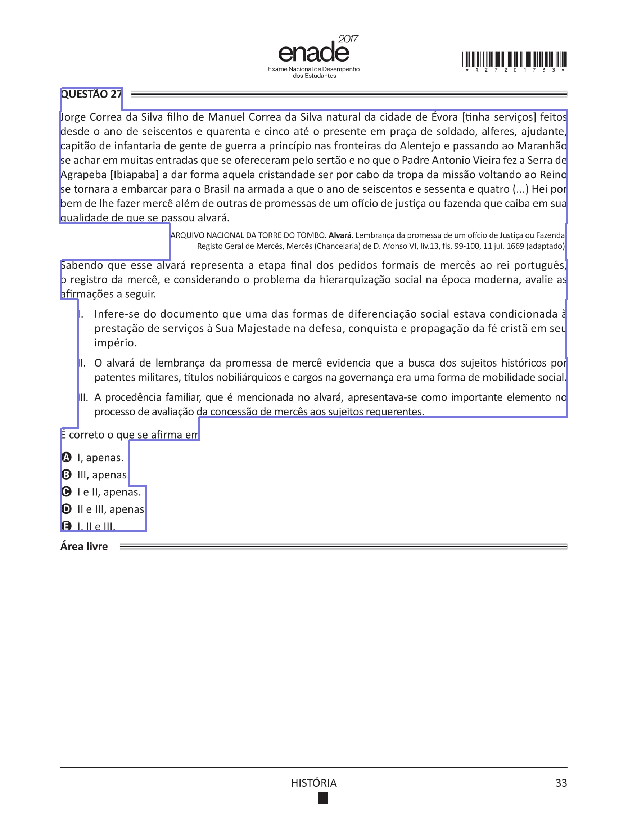 enade 2017
Exame Nacional de Desempenho
dos Estudantes
*R2720173 3*
QUESTÃO 27
Jorge Correa da Silva filho de Manuel Correa da Silva natural da cidade de Évora [tinha serviços] feitos
desde o ano de seiscentos e quarenta e cinco até o presente em praça de soldado, alferes, ajudante,
capitão de infantaria de gente de guerra a princípio nas fronteiras do Alentejo e passando ao Maranhão
se achar em muitas entradas que se ofereceram pelo sertão e no que o Padre Antonio Vieira fez a Serra de
Agrapeba [Ibiapaba] a dar forma aquela cristandade ser por cabo da tropa da missão voltando ao Reino
se tornara a embarcar para o Brasil na armada a que o ano de seiscentos e sessenta e quatro (...) Hei por
bem de lhe fazer mercê além de outras de promessas de um ofício de justiça ou fazenda que caiba em sua
qualidade de que se passou alvará.
ARQUIVO NACIONAL DA TORRE DO TOMBO. Alvará. Lembrança da promessa de um ofício de Justiça ou Fazenda.
Registo Geral de Mercês, Mercês (Chancelaria) de D. Afonso VI, liv.13, fls. 99-100, 11 jul. 1669 (adaptado).
Sabendo que esse alvará representa a etapa final dos pedidos formais de mercês ao rei português,
o registro da mercê, e considerando o problema da hierarquização social na época moderna, avalie as
afirmações a seguir.
I. Infere-se do documento que uma das formas de diferenciação social estava condicionada à
prestação de serviços à Sua Majestade na defesa, conquista e propagação da fé cristã em seu
império.
II. O alvará de lembrança da promessa de mercê evidencia que a busca dos sujeitos históricos por
patentes militares, títulos nobiliárquicos e cargos na governança era uma forma de mobilidade social.
III. A procedência familiar, que é mencionada no alvará, apresentava-se como importante elemento no
processo de avaliação da concessão de mercês aos sujeitos requerentes.
É correto o que se afirma em
A I, apenas.
B III, apenas.
C I e II, apenas.
D II e III, apenas.
E I, II e III.
Área livre
HISTÓRIA
33